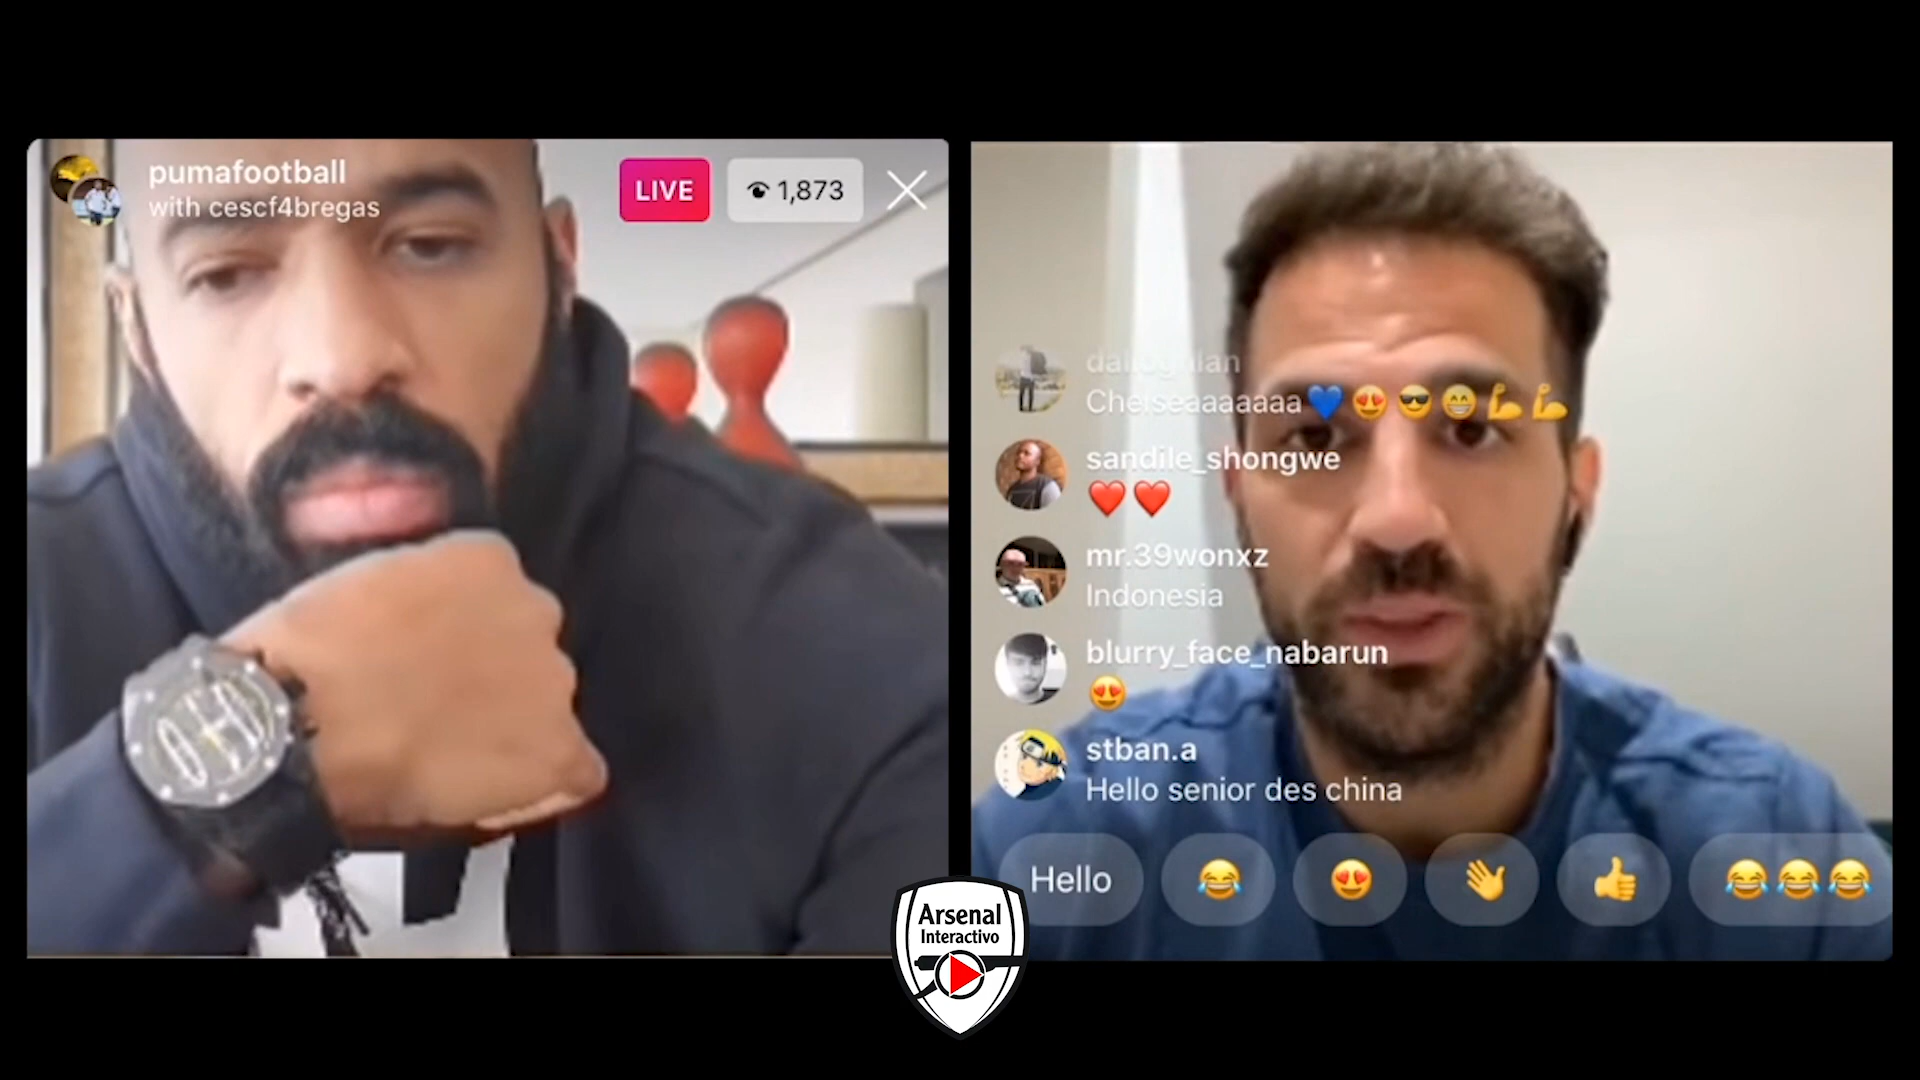 pumafootball
with cescf4bregas
LIVE
1,873
Chelseaaaaaaa💙😍😎😁💪💪
sandile_shongwe
❤️❤️
mr.39wonxz
Indonesia
blurry_face_nabarun
😍
stban.a
Hello senior des china
Hello 😂 😍 👋 👍 😂😂😂
Arsenal
Interactivo